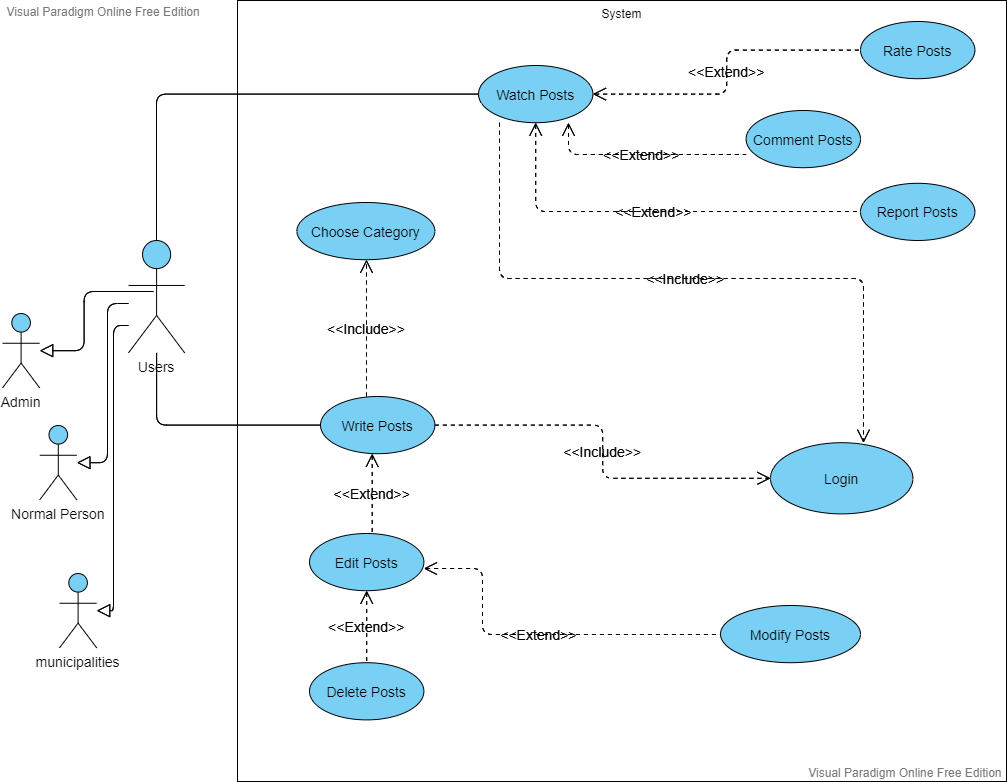 Visual Paradigm Online Free Edition
System
Rate Posts
<<Extend>>
Watch Posts
Comment Posts
<<Extend>>
Report Posts
<<Extend>>
Choose Category
<<Include>>
<<Include>>
Users
Admin
Write Posts
<<Include>>
Login
<<Extend>>
Normal Person
Edit Posts
<<Extend>>
<<Extend>>
Modify Posts
municipalities
Delete Posts
Visual Paradigm Online Free Edition